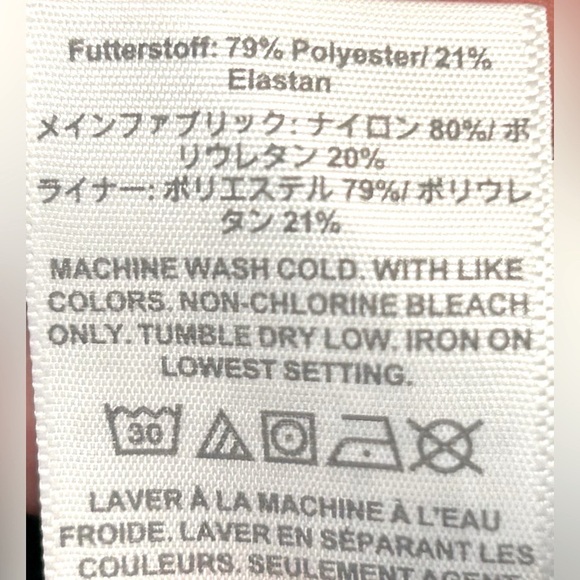 Futterstoff: 79% Polyester/ 21%
Elastan
メインファブリック: ナイロン 80%/ ポ
リウレタン 20%
ライナー: ポリエステル 79%/ ポリウレ
タン 21%
MACHINE WASH COLD. WITH LIKE
COLORS. NON-CHLORINE BLEACH
ONLY. TUMBLE DRY LOW. IRON ON
LOWEST SETTING.
30
LAVER À LA MACHINE À L'EAU
FROIDE. LAVER EN SÉPARANT LES
COULEURS. SEULEMENT